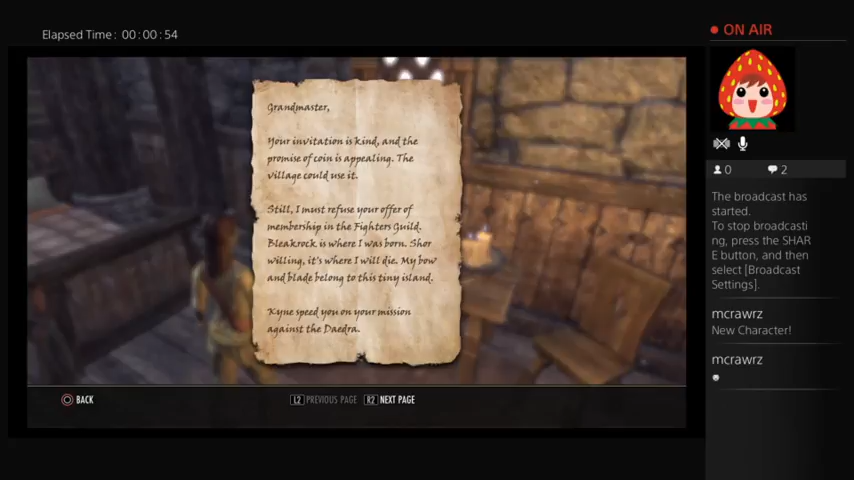 Elapsed Time: 00:00:54
ON AIR
Grandmaster,
Your invitation is kind, and the
promise of coin is appealing. The
village could use it.
Still, I must refuse your offer of
membership in the Fighters Guild.
Bleakrock is where I was born. Shor
willing, it's where I will die. My bow
and blade belong to this tiny island.
Kyne speed you on your mission
against the Daedra.
BACK
L2 PREVIOUS PAGE R2 NEXT PAGE
0 2
The broadcast has
started.
To stop broadcasti
ng, press the SHAR
E button, and then
select [Broadcast
Settings].
mcrawrz
New Character!
mcrawrz